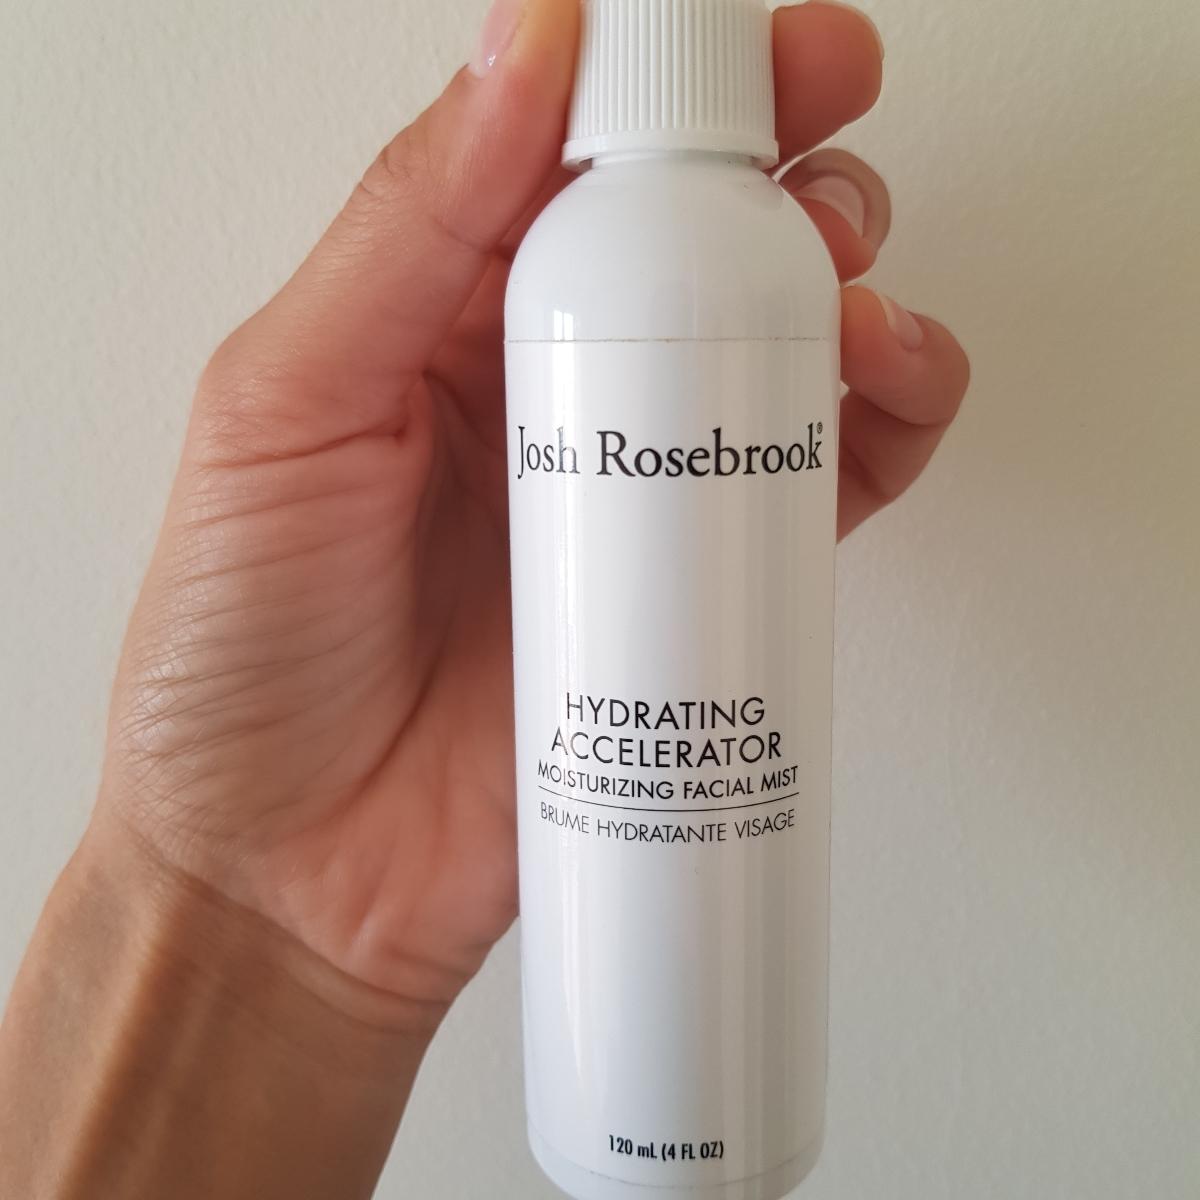 Josh Rosebrook®
HYDRATING
ACCELERATOR
MOISTURIZING FACIAL MIST
BRUME HYDRATANTE VISAGE
120 mL (4 FL OZ)